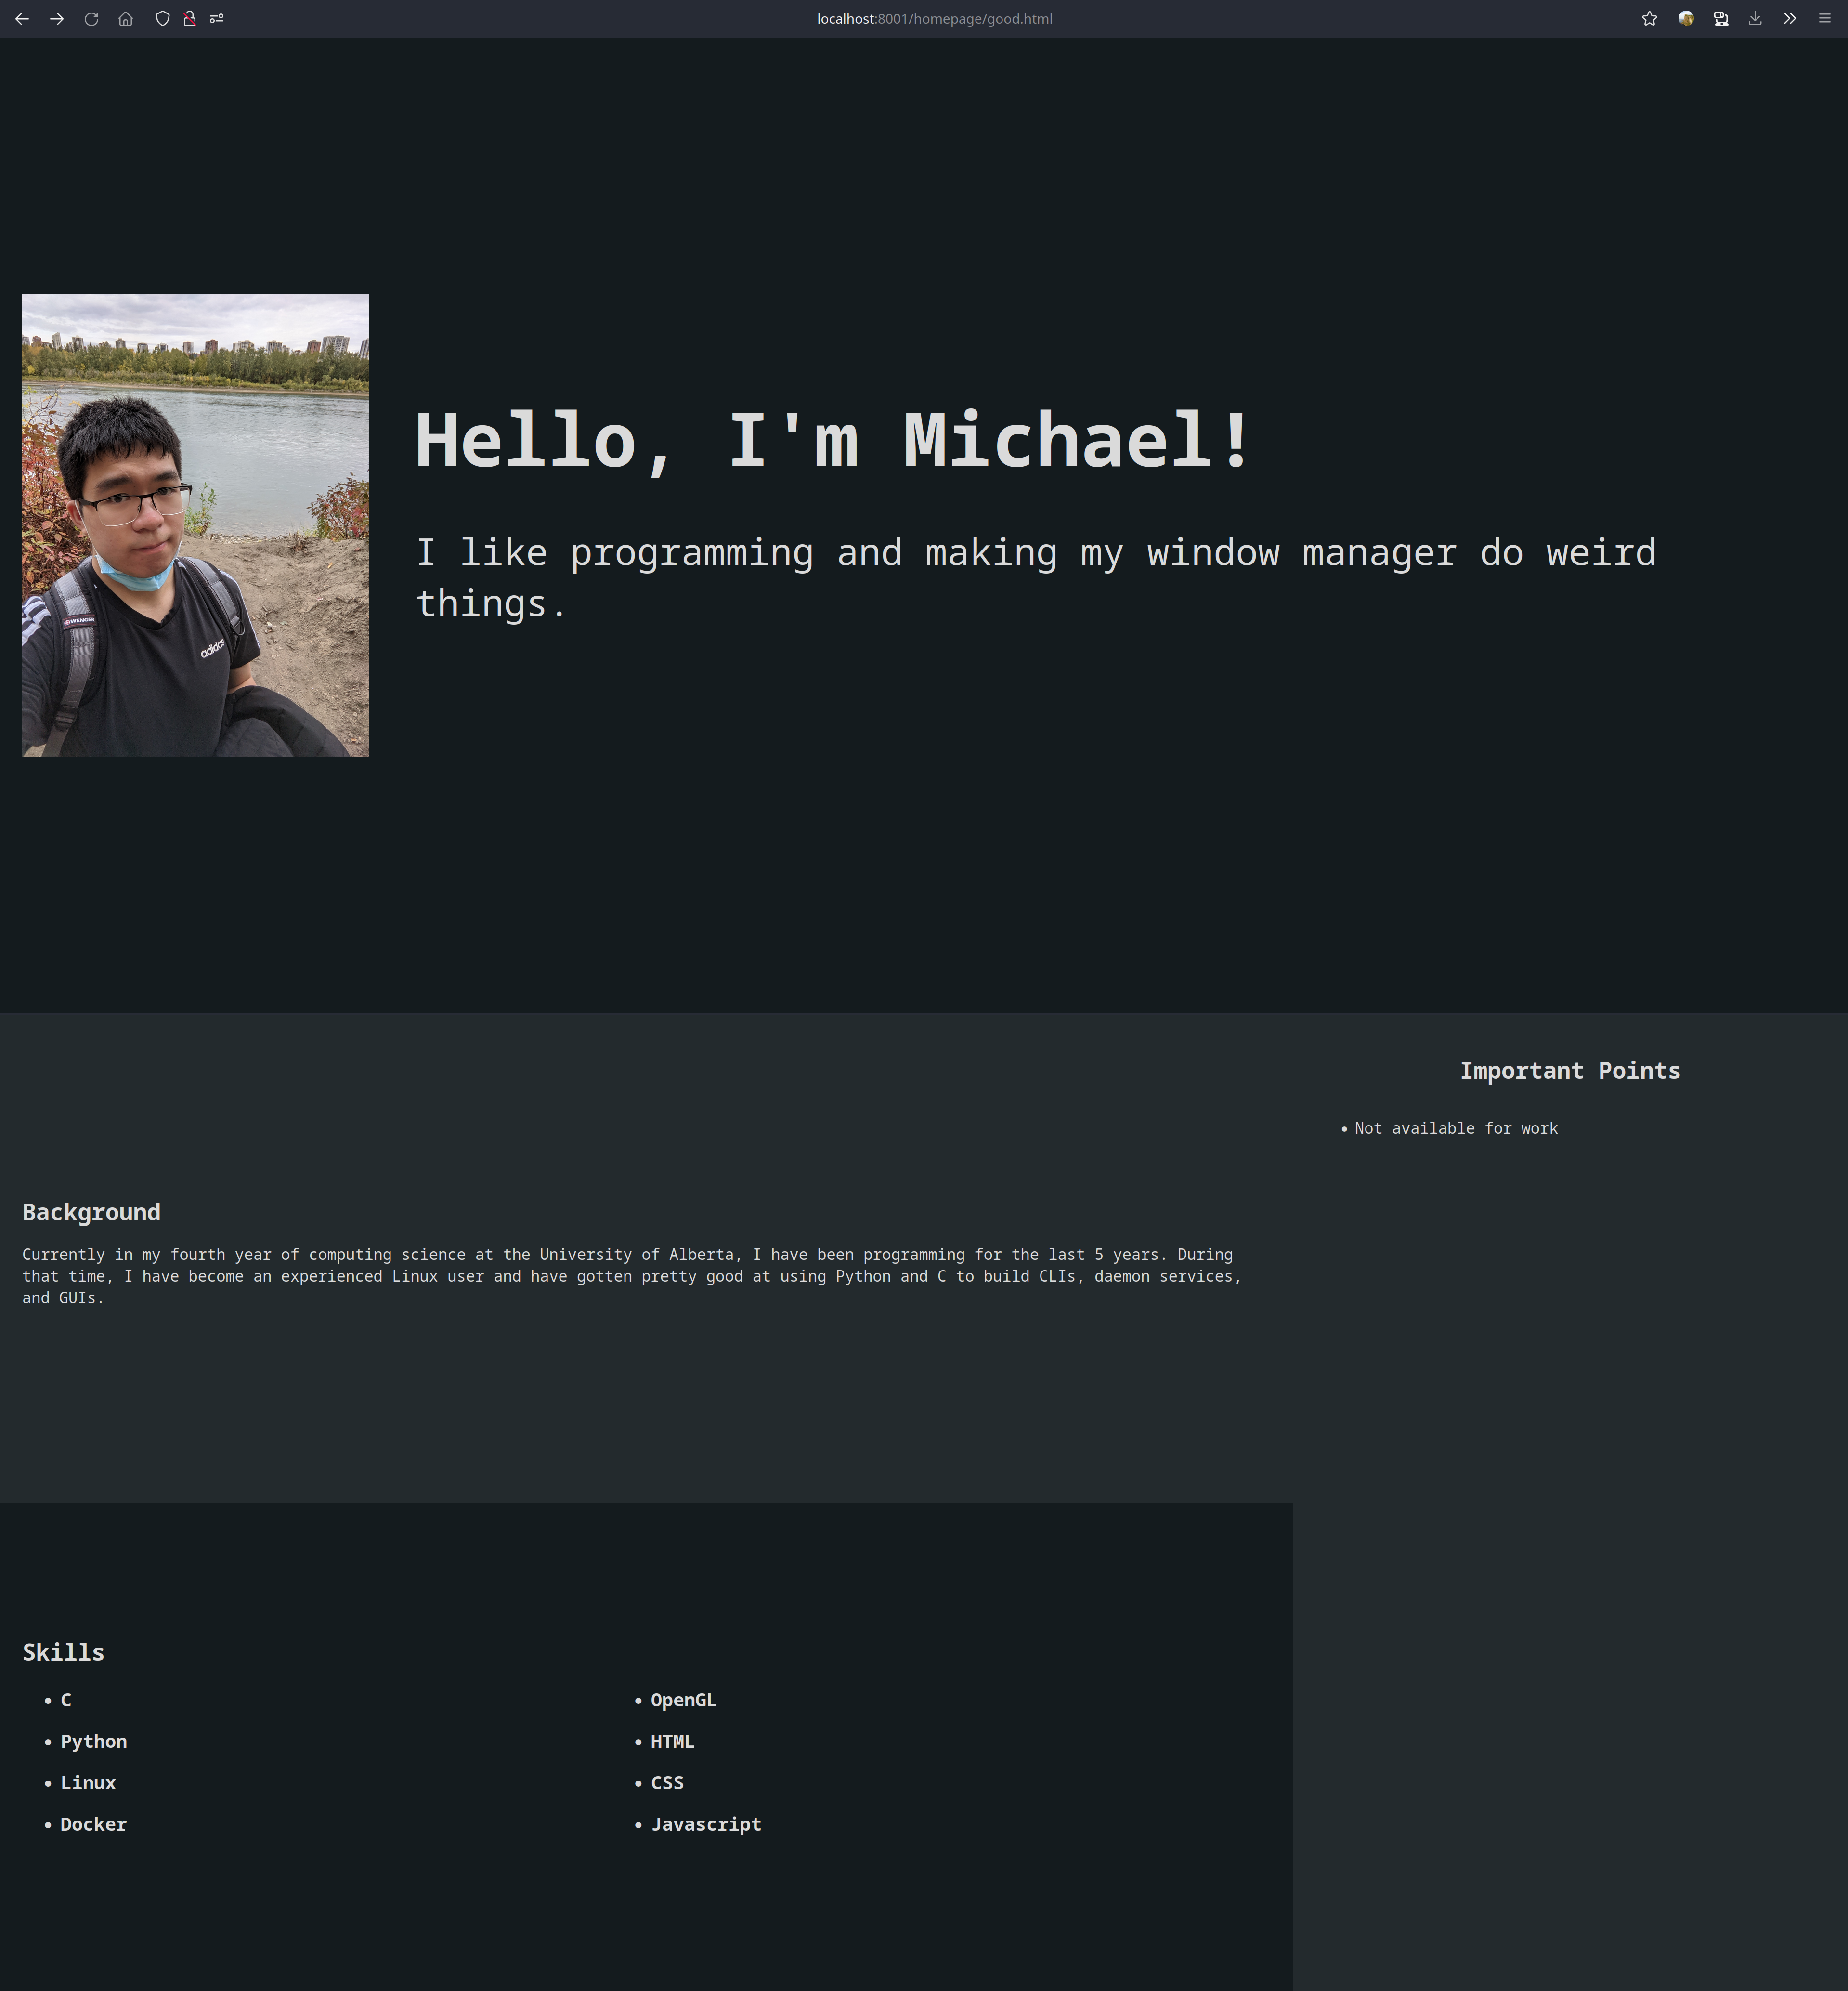 localhost:8001/homepage/good.html
WENGER
adidas
Hello, I'm Michael!
I like programming and making my window manager do weird
things.
Important Points
• Not available for work
Background
Currently in my fourth year of computing science at the University of Alberta, I have been programming for the last 5 years. During
that time, I have become an experienced Linux user and have gotten pretty good at using Python and C to build CLIs, daemon services,
and GUIs.
Skills
• C
• Python
• Linux
• Docker
• OpenGL
• HTML
• CSS
• Javascript